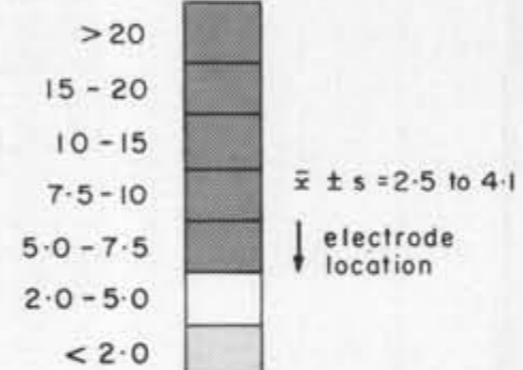 >20
15 - 20
10 - 15
7·5 - 10
5·0 - 7·5
2·0 - 5·0
< 2·0
x̄ ± s = 2·5 to 4·1
↓ electrode
location